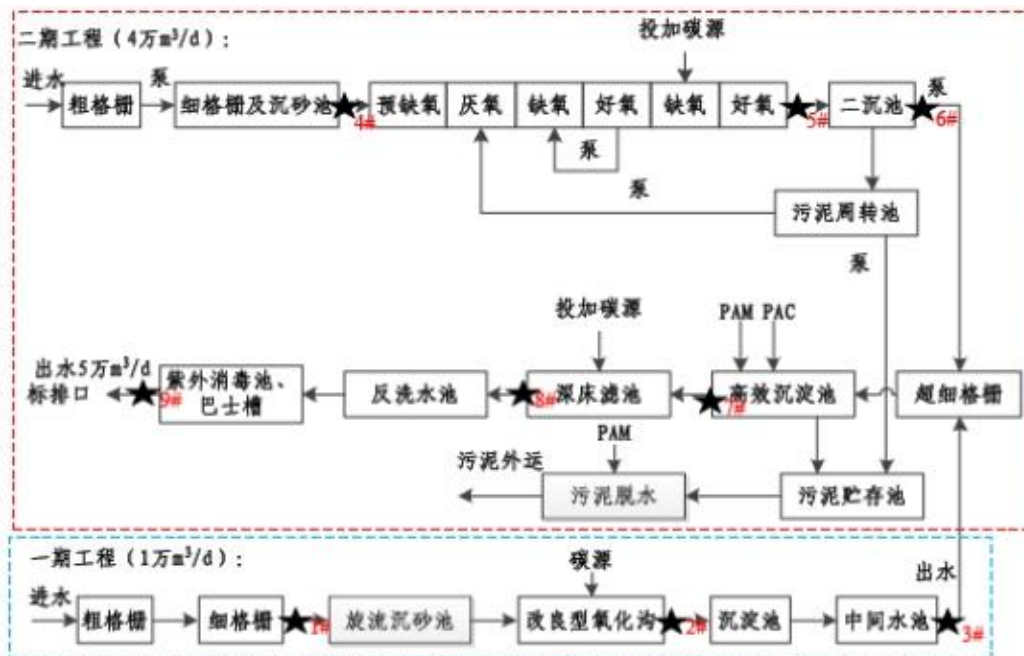 二期工程（4万m³/d）：
投加碳源
进水
粗格栅
泵
细格栅及沉砂池
4#
预缺氧
厌氧
缺氧
好氧
缺氧
好氧
5#
二沉池
泵
6#
泵
泵
污泥周转池
泵
投加碳源
PAM PAC
出水5万m³/d
标排口
9#
紫外消毒池、
巴士槽
反洗水池
8#
深床滤池
7#
高效沉淀池
超细格栅
PAM
污泥外运
污泥脱水
污泥贮存池
一期工程（1万m³/d）：
碳源
出水
进水
粗格栅
细格栅
1#
旋流沉砂池
改良型氧化沟
2#
沉淀池
中间水池
3#